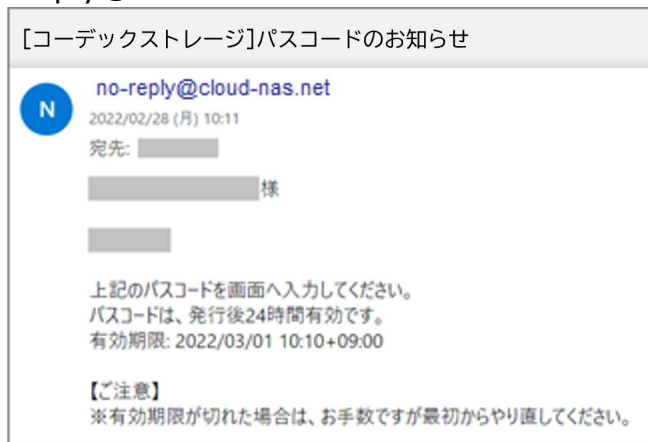 [コーデックストレージ]パスコードのお知らせ
N
no-reply@cloud-nas.net
2022/02/28 (月) 10:11
宛先:
様
上記のパスコードを画面へ入力してください。
パスコードは、発行後24時間有効です。
有効期限: 2022/03/01 10:10+09:00
【ご注意】
※有効期限が切れた場合は、お手数ですが最初からやり直してください。